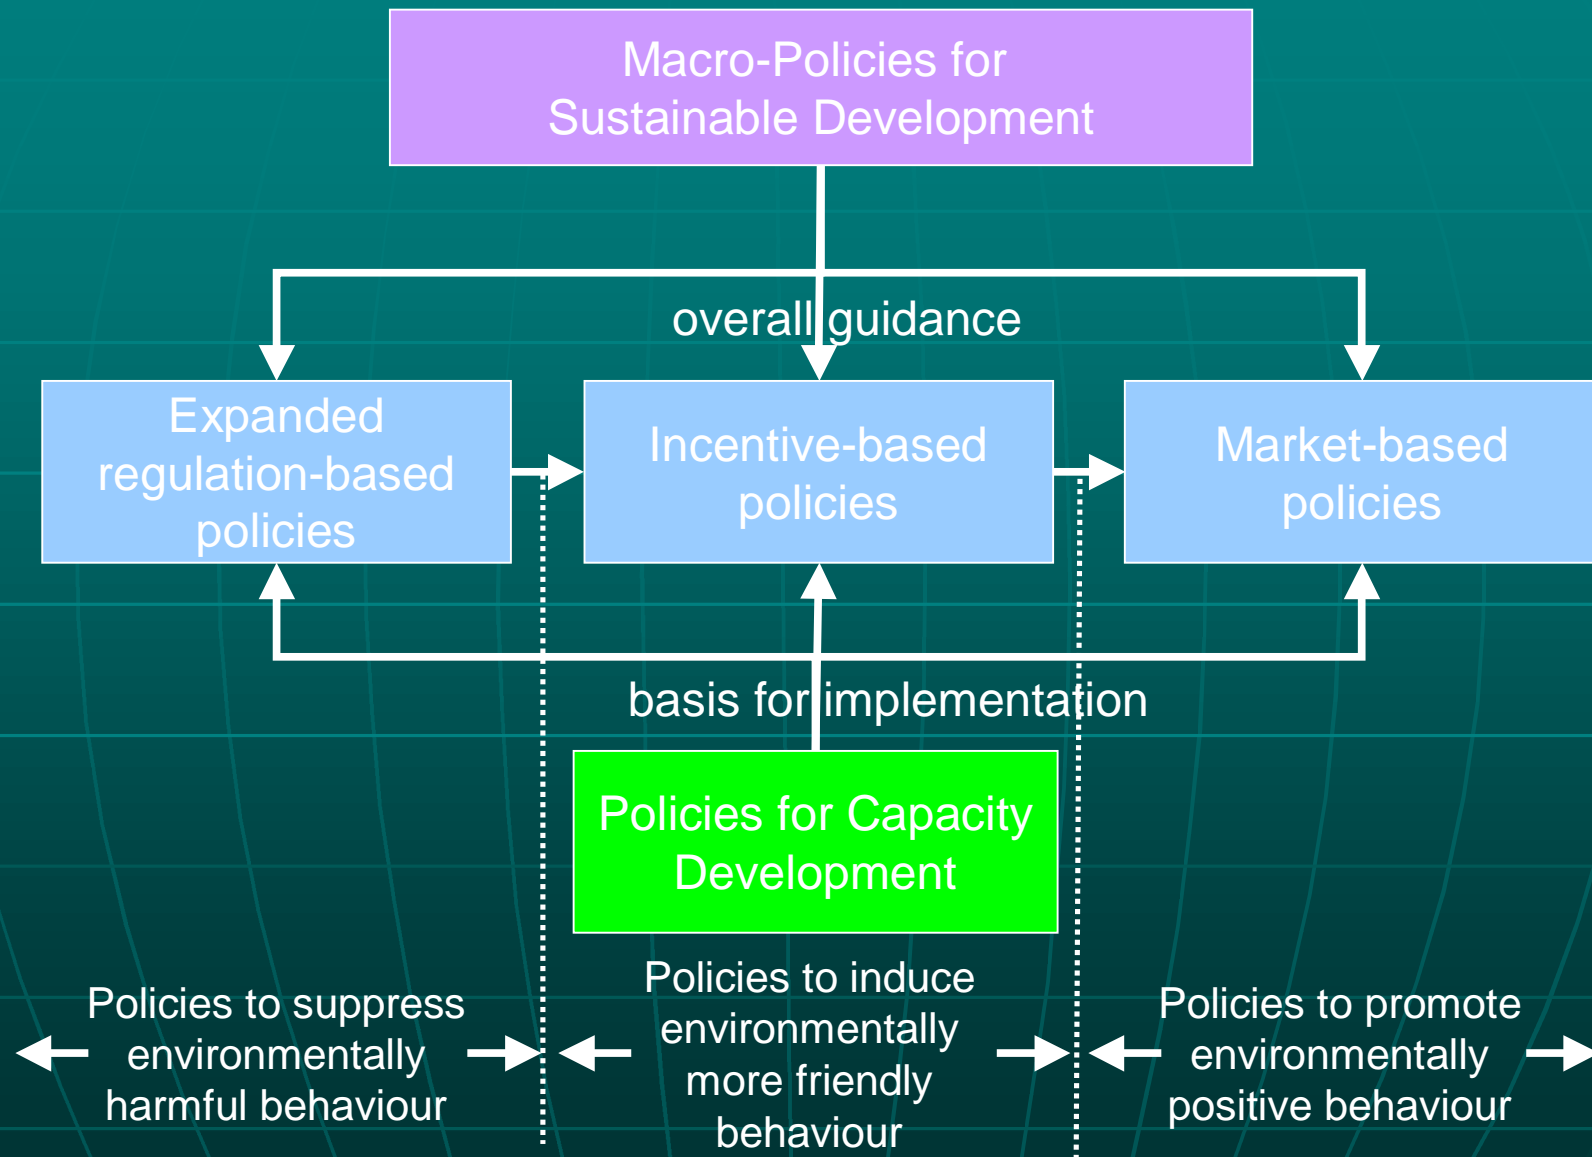 Macro-Policies for
Sustainable Development
overall guidance
Expanded
regulation-based
policies
Incentive-based
policies
Market-based
policies
basis for implementation
Policies for Capacity
Development
Policies to suppress
environmentally
harmful behaviour
Policies to induce
environmentally
more friendly
behaviour
Policies to promote
environmentally
positive behaviour